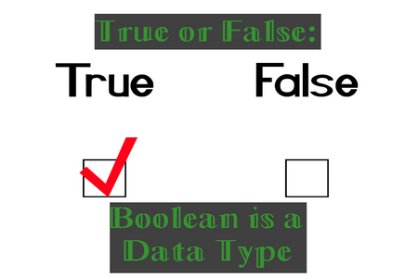 True or False:
True False
Boolean is a
Data Type